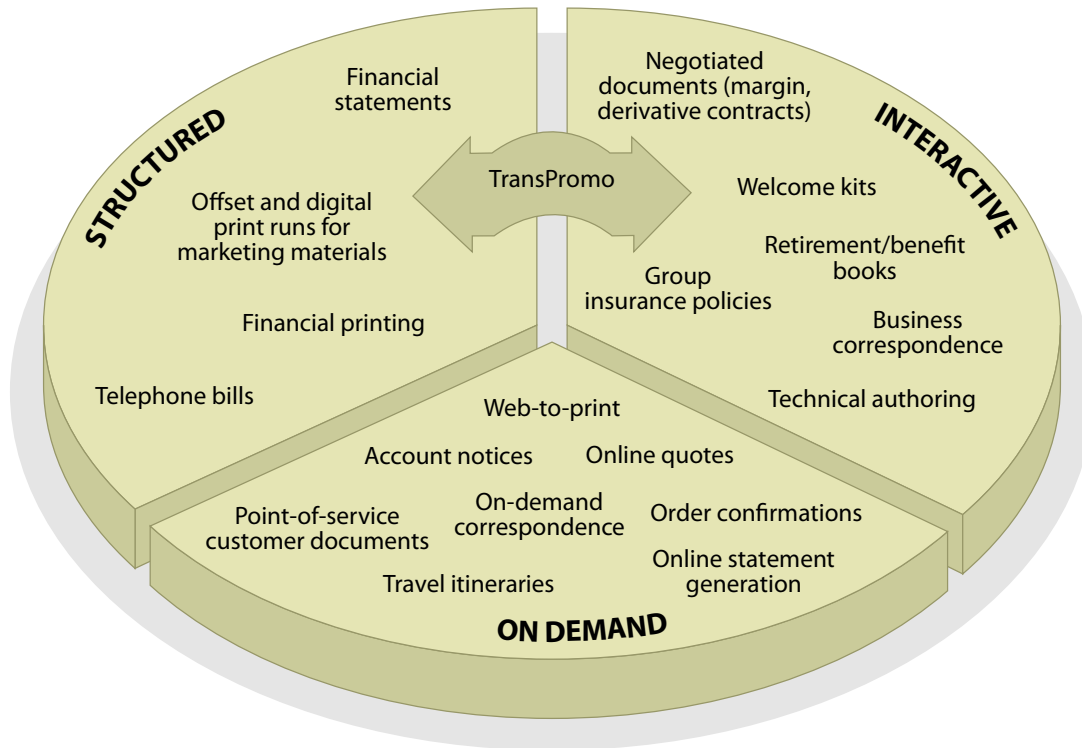 STRUCTURED
Financial
statements
Offset and digital
print runs for
marketing materials
Financial printing
Telephone bills
TransPromo
INTERACTIVE
Negotiated
documents (margin,
derivative contracts)
Welcome kits
Retirement/benefit
books
Group
insurance policies
Business
correspondence
Technical authoring
Web-to-print
Account notices
Online quotes
Point-of-service
customer documents
On-demand
correspondence
Order confirmations
Travel itineraries
Online statement
generation
ON DEMAND